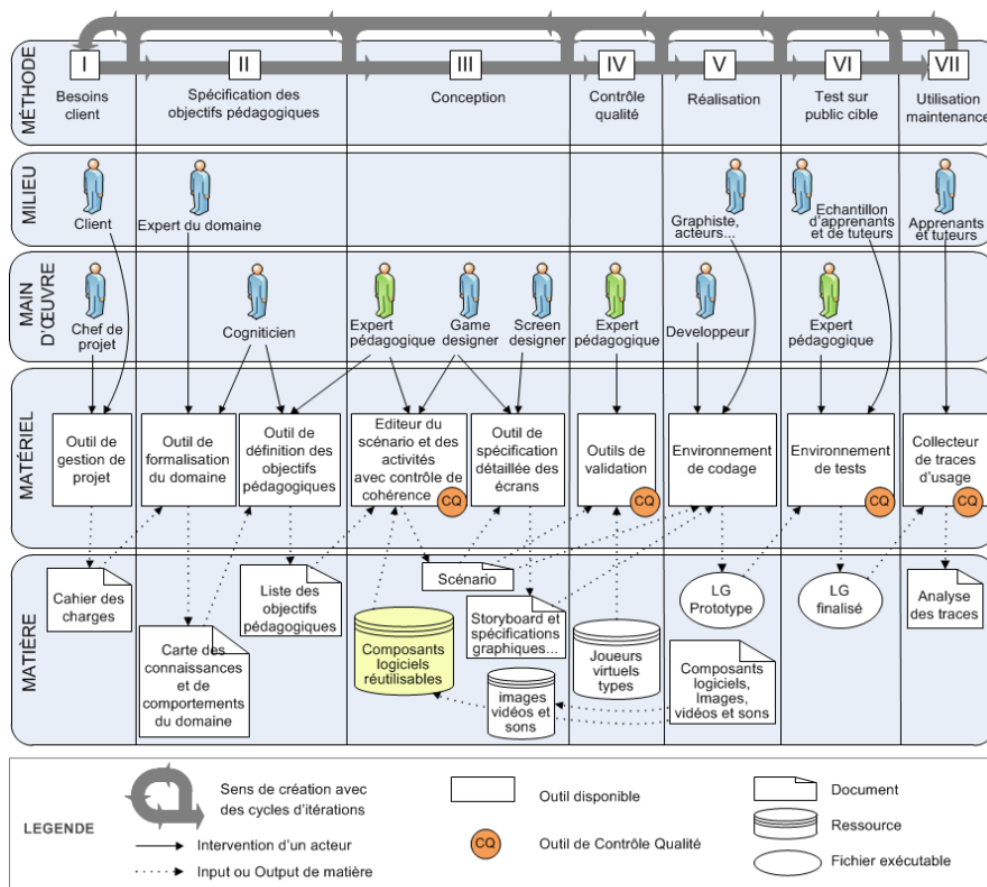 MÉTHODE
I
II
III
IV
V
VI
VII
Besoins
client
Spécification des
objectifs pédagogiques
Conception
Contrôle
qualité
Réalisation
Test sur
public cible
Utilisation
maintenance
MILIEU
Client
Expert du domaine
Graphiste,
acteurs...
Echantillon
d'apprenants
et de tuteurs
Apprenants
et tuteurs
MAIN
D'ŒUVRE
Chef de
projet
Cogniticien
Expert
pédagogique
Game
designer
Screen
designer
Expert
pédagogique
Developpeur
Expert
pédagogique
MATÉRIEL
Outil de
gestion de
projet
Outil de
formalisation
du domaine
Outil de
définition des
objectifs
pédagogiques
Editeur du
scénario et des
activités
avec contrôle de
cohérence
CQ
Outil de
spécification
détaillée des
écrans
Outils de
validation
CQ
Environnement
de codage
Environnement
de tests
CQ
Collecteur
de traces
d'usage
CQ
MATIÈRE
Cahier des
charges
Carte des
connaissances
et de
comportements
du domaine
Liste des
objectifs
pédagogiques
Composants
logiciels
réutilisables
Scénario
Storyboard et
spécifications
graphiques...
images
vidéos et
sons
Joueurs
virtuels
types
LG
Prototype
Composants
logiciels,
Images,
vidéos et sons
LG
finalisé
Analyse
des traces
LEGENDE
Sens de création avec
des cycles d'itérations
Intervention d'un acteur
Input ou Output de matière
Outil disponible
CQ
Outil de Contrôle Qualité
Document
Ressource
Fichier exécutable